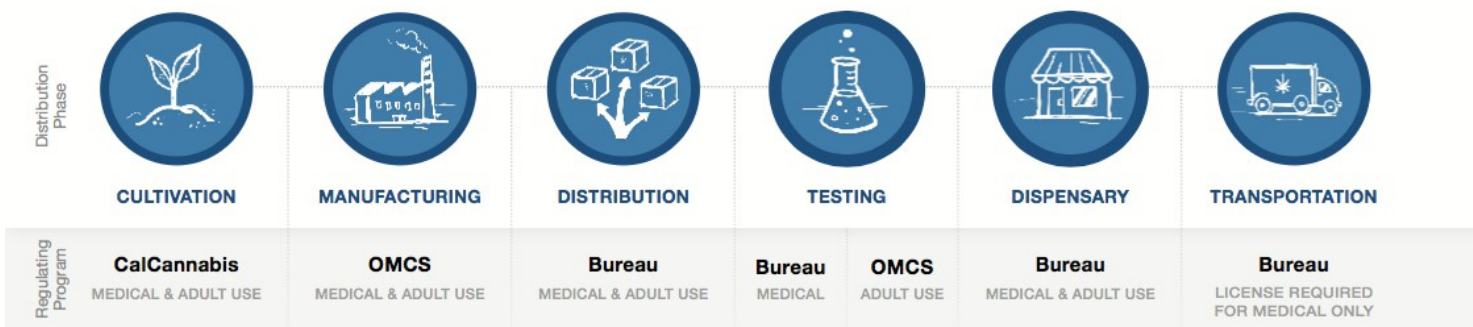 Distribution
Phase
CULTIVATION
MANUFACTURING
DISTRIBUTION
TESTING
DISPENSARY
TRANSPORTATION
Regulating
Program
CalCannabis
MEDICAL & ADULT USE
OMCS
MEDICAL & ADULT USE
Bureau
MEDICAL & ADULT USE
Bureau
MEDICAL
OMCS
ADULT USE
Bureau
MEDICAL & ADULT USE
Bureau
LICENSE REQUIRED
FOR MEDICAL ONLY